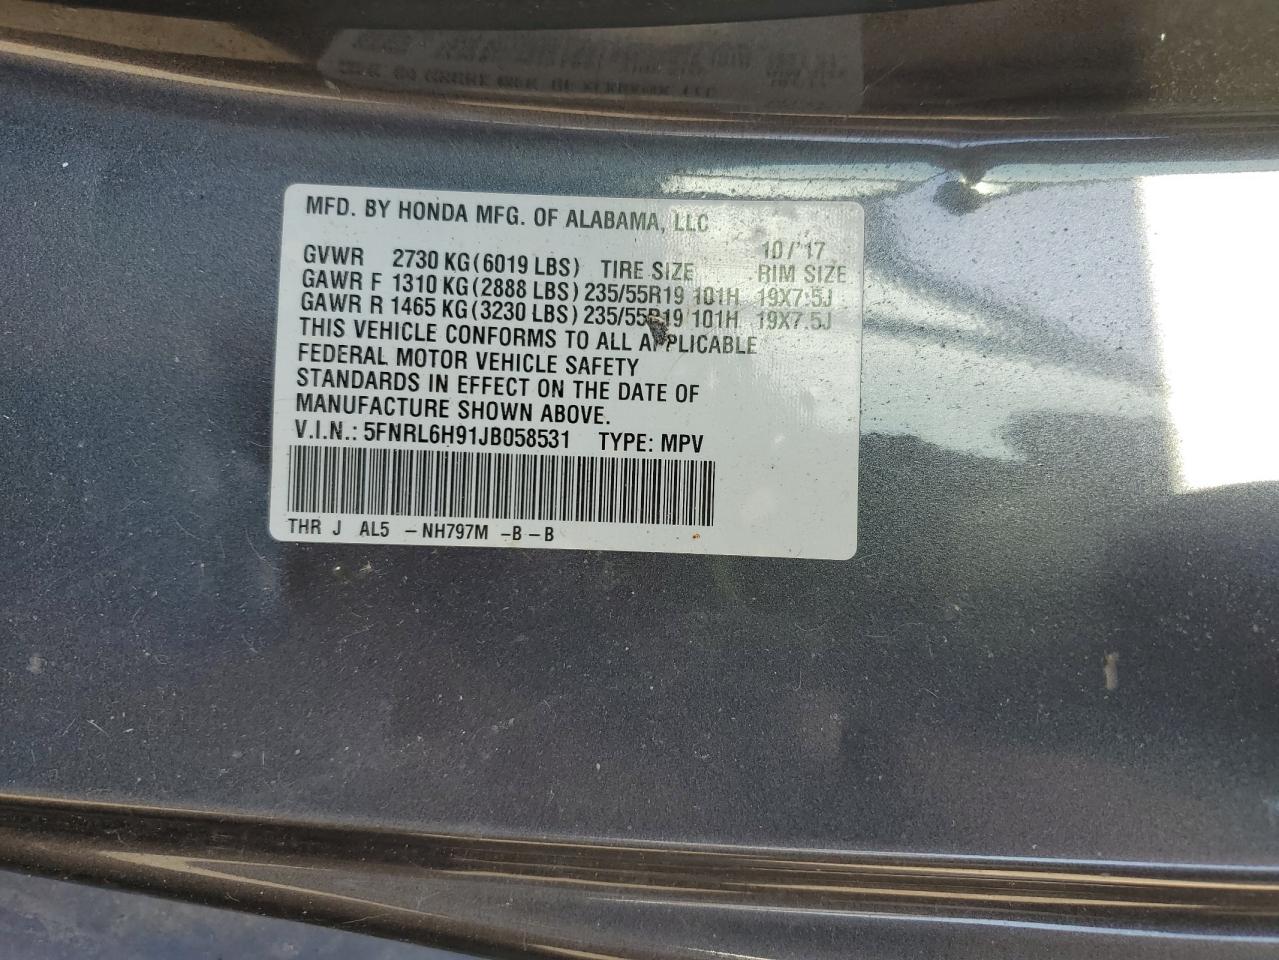 MFD. BY HONDA MFG. OF ALABAMA, LLC
10/'17
GVWR 2730 KG(6019 LBS) TIRE SIZE RIM SIZE
GAWR F 1310 KG(2888 LBS) 235/55R19 101H 19X7.5J
GAWR R 1465 KG(3230 LBS) 235/55R19 101H 19X7.5J
THIS VEHICLE CONFORMS TO ALL APPLICABLE
FEDERAL MOTOR VEHICLE SAFETY
STANDARDS IN EFFECT ON THE DATE OF
MANUFACTURE SHOWN ABOVE.
V.I.N.: 5FNRL6H91JB058531 TYPE: MPV
THR J AL5 – NH797M –B – B